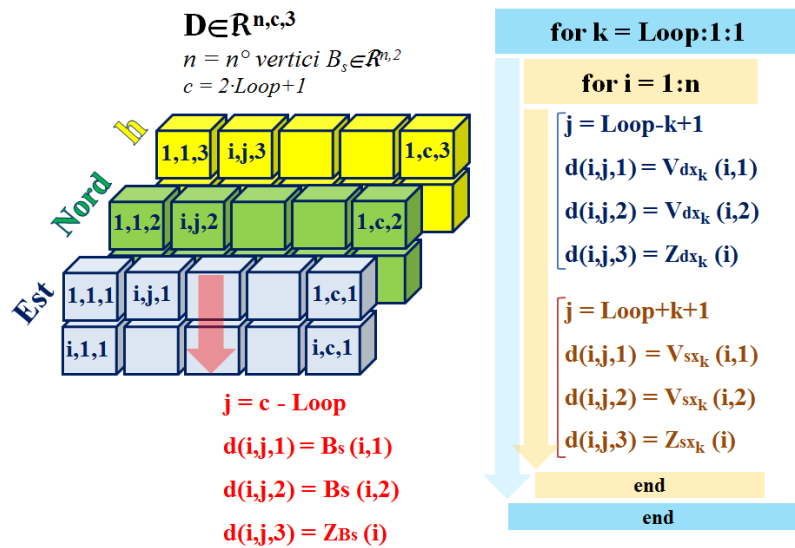 D∈ℝⁿ,ᶜ,³
n = n° vertici Bₛ∈ℝⁿ,²
c = 2·Loop+1
h
1,1,3 i,j,3 1,c,3
Nord
1,1,2 i,j,2 1,c,2
Est
1,1,1 i,j,1 1,c,1
i,1,1 i,c,1
j = c - Loop
d(i,j,1) = Bs (i,1)
d(i,j,2) = Bs (i,2)
d(i,j,3) = ZBs (i)
for k = Loop:1:1
for i = 1:n
j = Loop-k+1
d(i,j,1) = Vdxk (i,1)
d(i,j,2) = Vdxk (i,2)
d(i,j,3) = Zdxk (i)
j = Loop+k+1
d(i,j,1) = Vsxk (i,1)
d(i,j,2) = Vsxk (i,2)
d(i,j,3) = Zsxk (i)
end
end